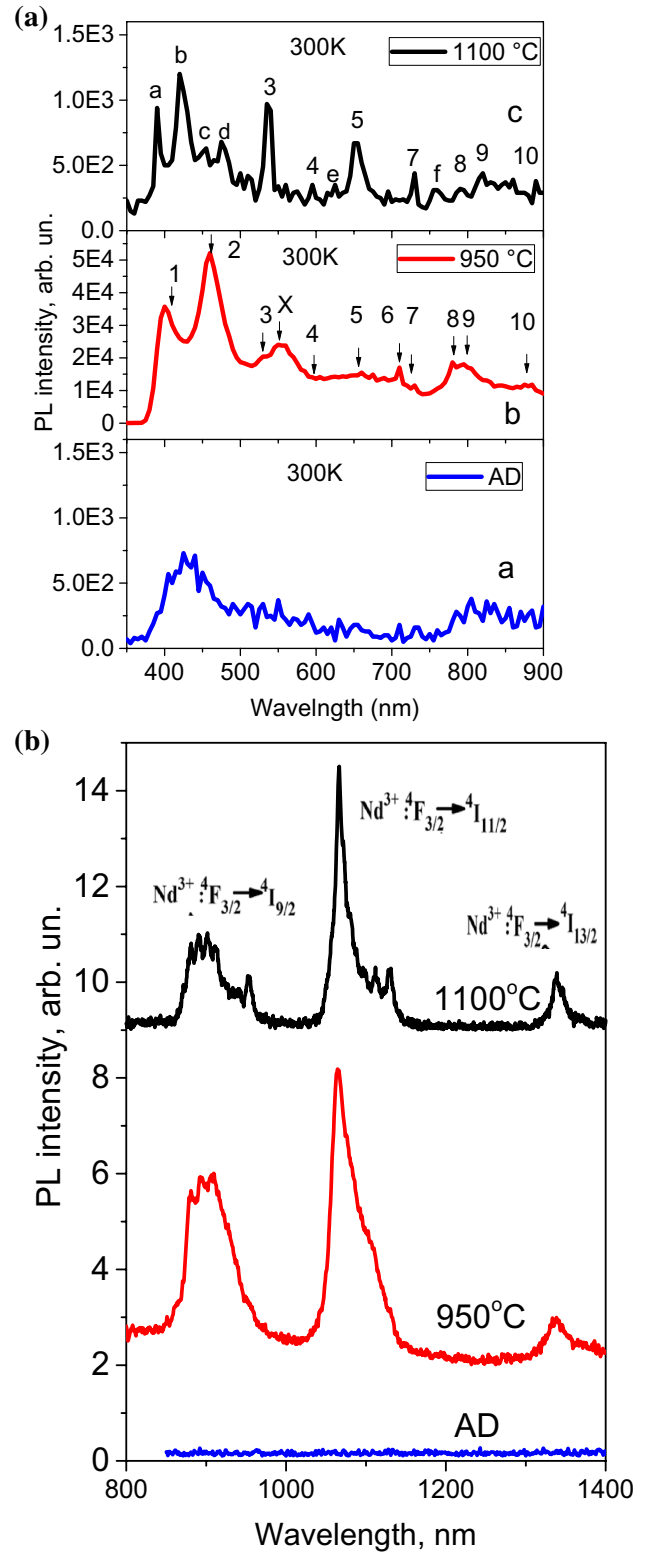 (a)
1.5E3
1.0E3
5.0E2
0.0
300K
1100 °C
a b c d 3 4 e 5 7 f 8 9 10
c
5E4
4E4
3E4
2E4
1E4
0
300K
950 °C
1 2 3 X 4 5 6 7 8 9 10
b
1.5E3
1.0E3
5.0E2
0.0
300K
AD
a
PL intensity, arb. un.
400 500 600 700 800 900
Wavelngth (nm)
(b)
14
12
10
8
6
4
2
0
PL intensity, arb. un.
Nd3+ :4F3/2→4I9/2
Nd3+ :4F3/2→4I11/2
Nd3+ :4F3/2→4I13/2
1100°C
950°C
AD
800 1000 1200 1400
Wavelength, nm